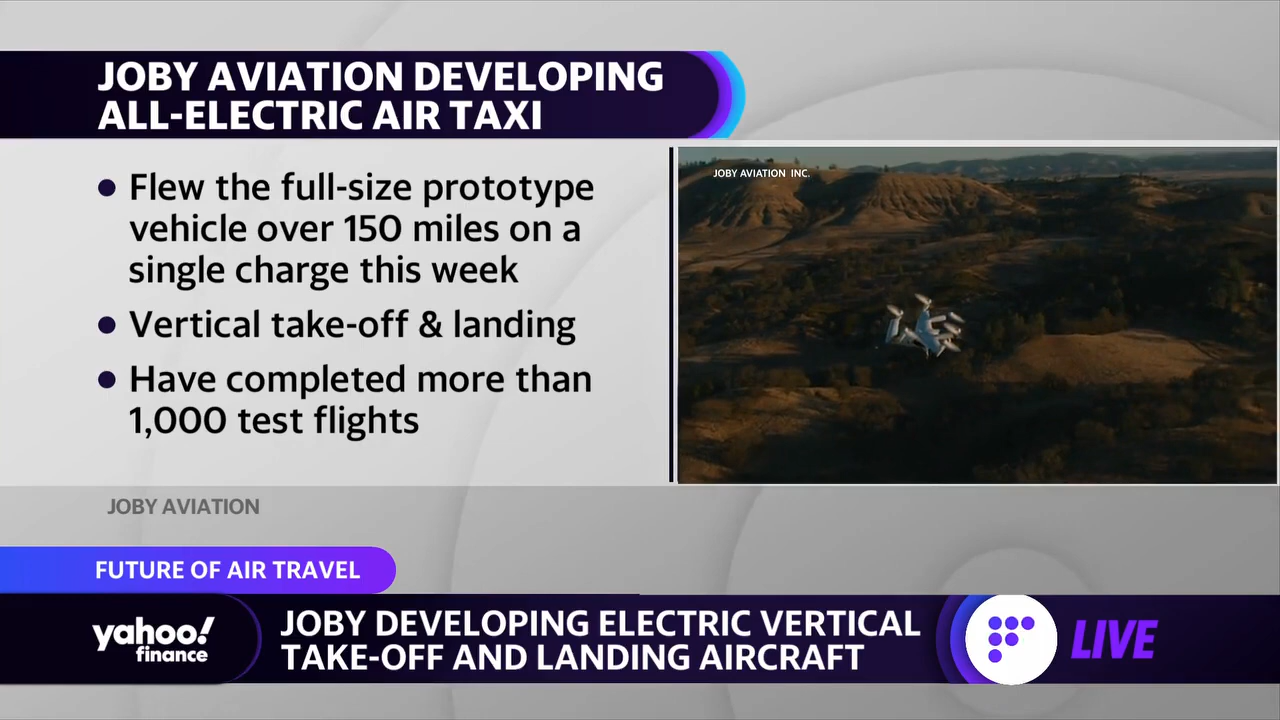 JOBY AVIATION DEVELOPING
ALL-ELECTRIC AIR TAXI
Flew the full-size prototype
vehicle over 150 miles on a
single charge this week
Vertical take-off & landing
Have completed more than
1,000 test flights
JOBY AVIATION INC.
JOBY AVIATION
FUTURE OF AIR TRAVEL
yahoo!
finance
JOBY DEVELOPING ELECTRIC VERTICAL
TAKE-OFF AND LANDING AIRCRAFT
LIVE